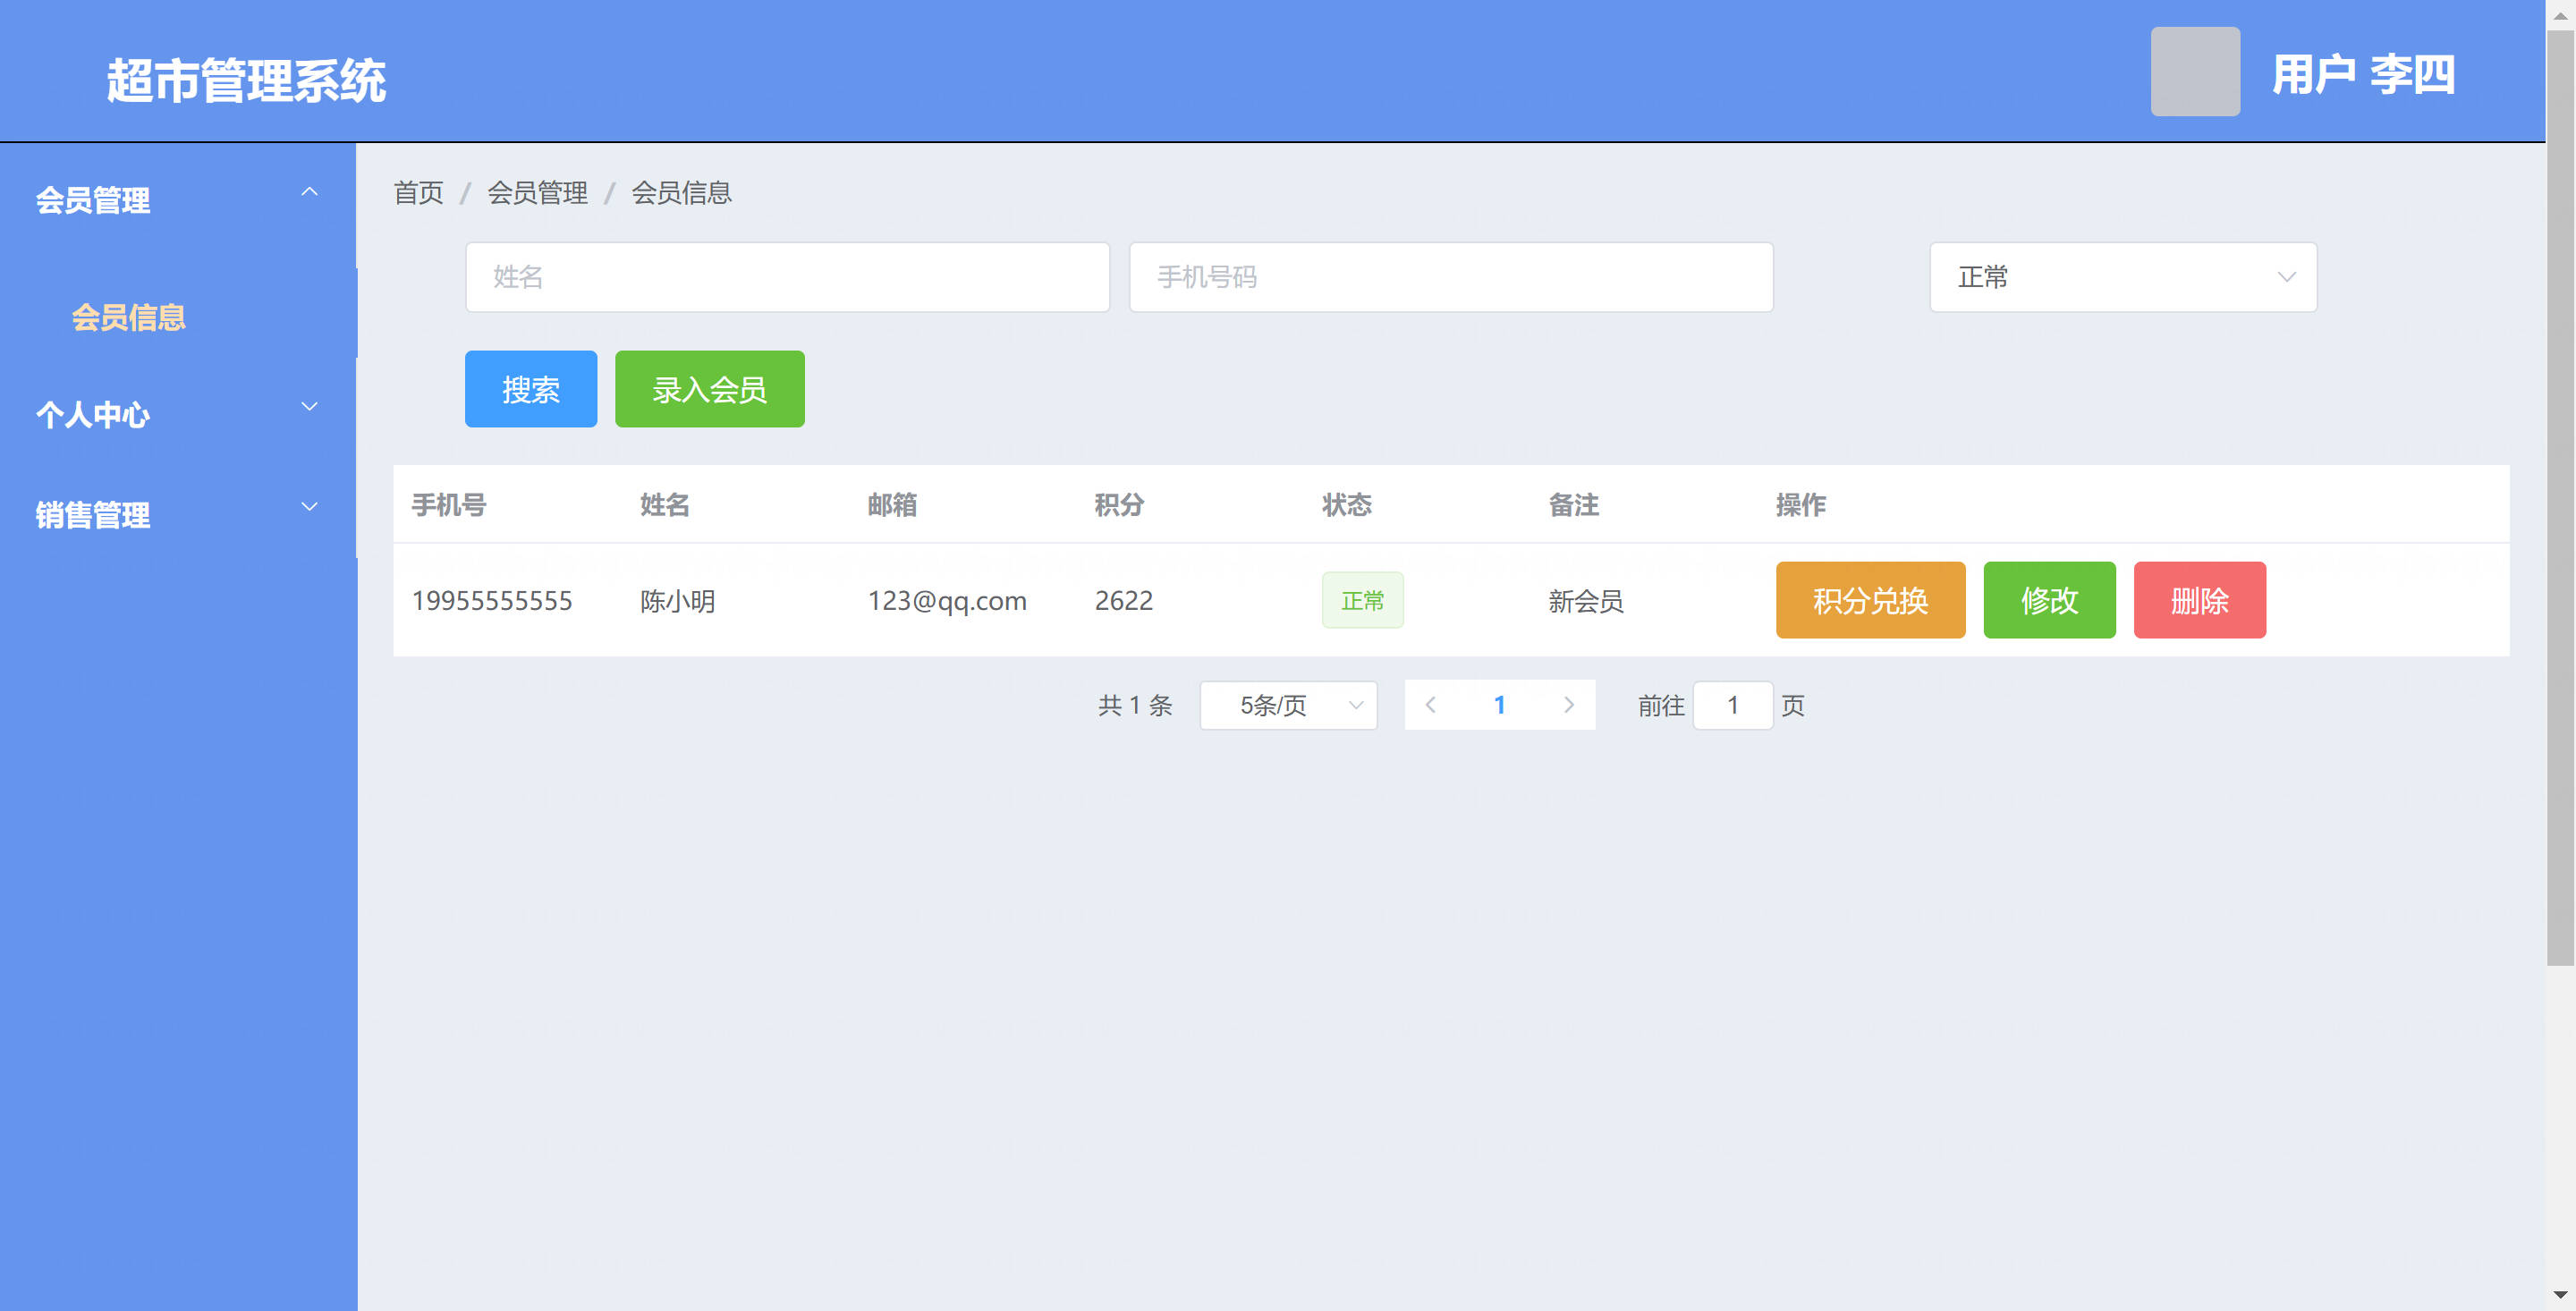 超市管理系统
用户 李四
会员管理
会员信息
个人中心
销售管理
首页 / 会员管理 / 会员信息
姓名 手机号码 正常
搜索 录入会员
手机号 姓名 邮箱 积分 状态 备注 操作
19955555555 陈小明 123@qq.com 2622 正常 新会员 积分兑换 修改 删除
共 1 条 5条/页 1 前往 1 页